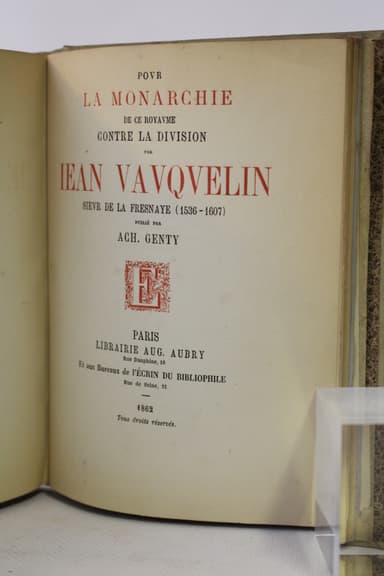 POVR
LA MONARCHIE
DE CE ROYAVME
CONTRE LA DIVISION
PAR
IEAN VAVQVELIN
SIEVR DE LA FRESNAYE (1536-1607)
PUBLIÉ PAR
ACH. GENTY
E
PARIS
LIBRAIRIE AUG. AUBRY
Rue Dauphine, 16
Et aux Bureaux de l'ÉCRIN DU BIBLIOPHILE
Rue de Seine, 21
1862
Tous droits réservés.